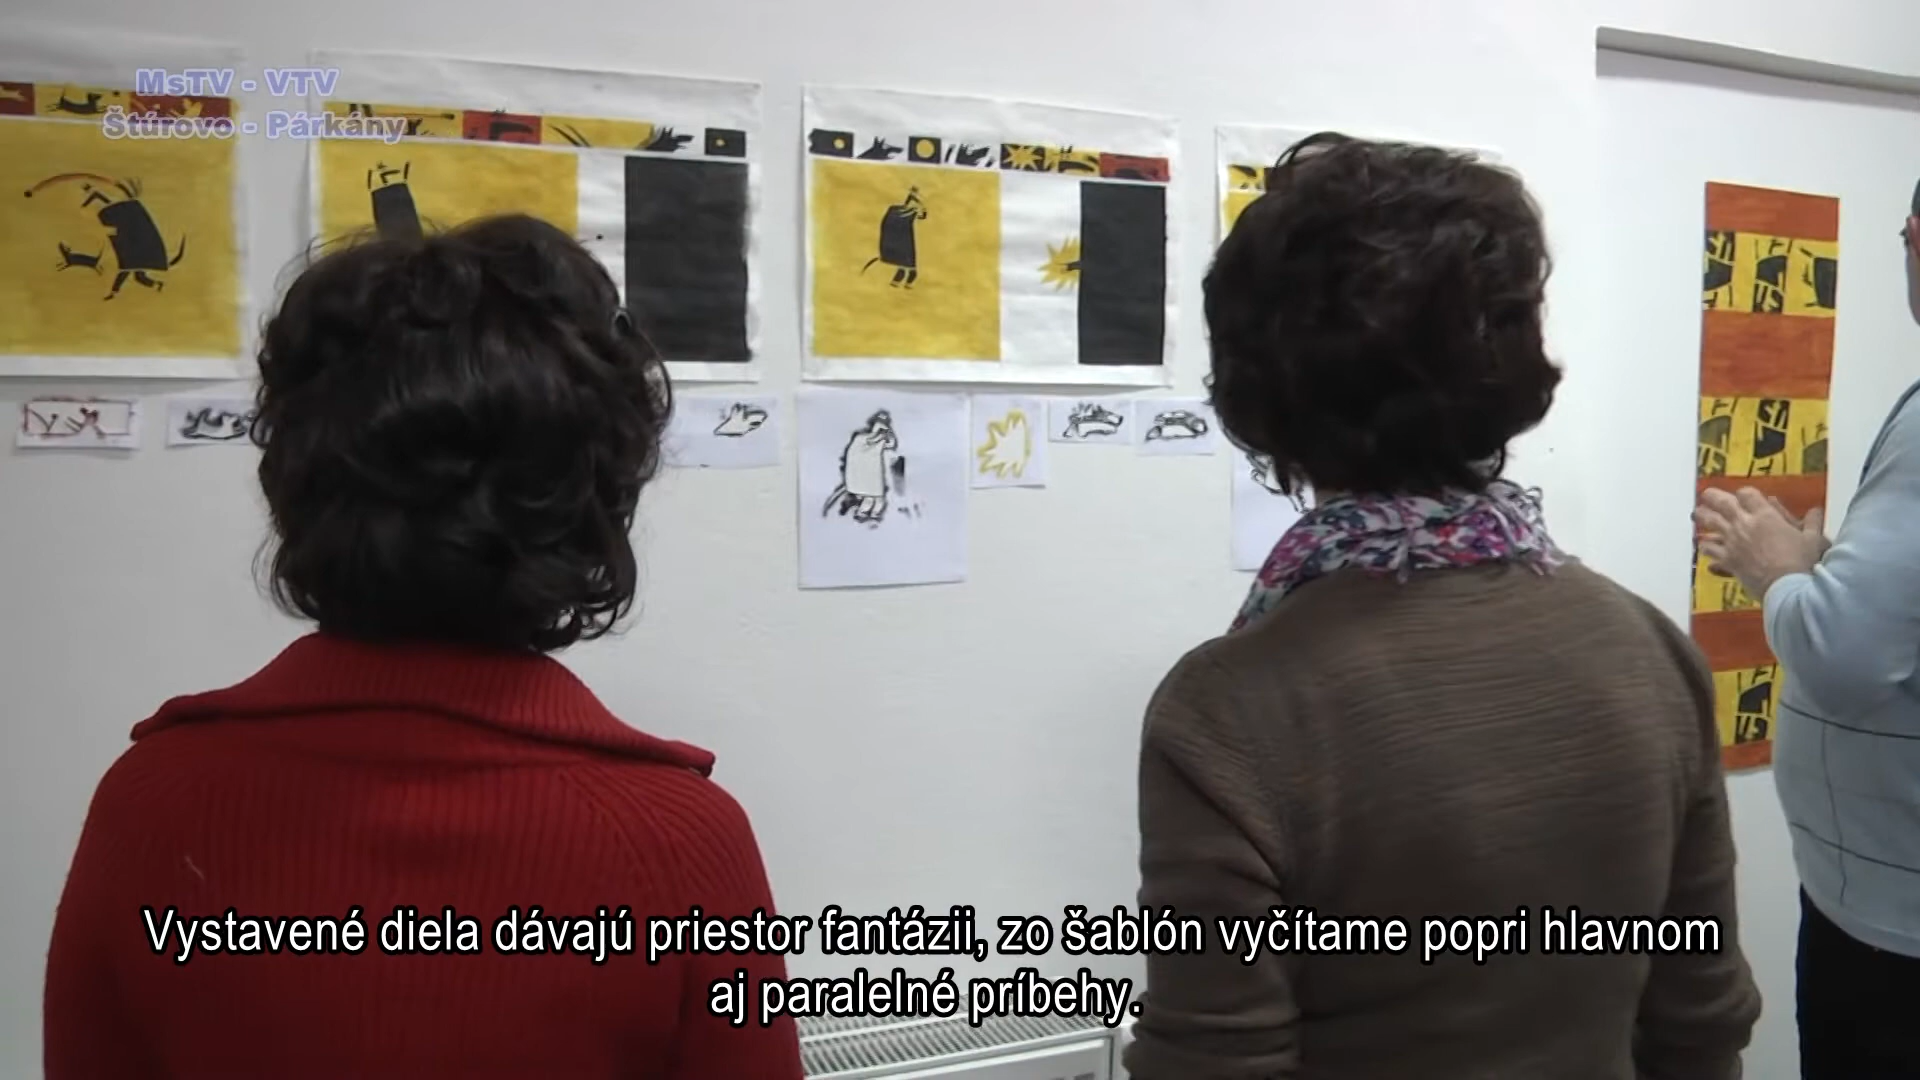 MsTV - VTV
Štúrovo - Párkány
Vystavené diela dávajú priestor fantázii, zo šablón vyčítame popri hlavnom
aj paralelné príbehy.